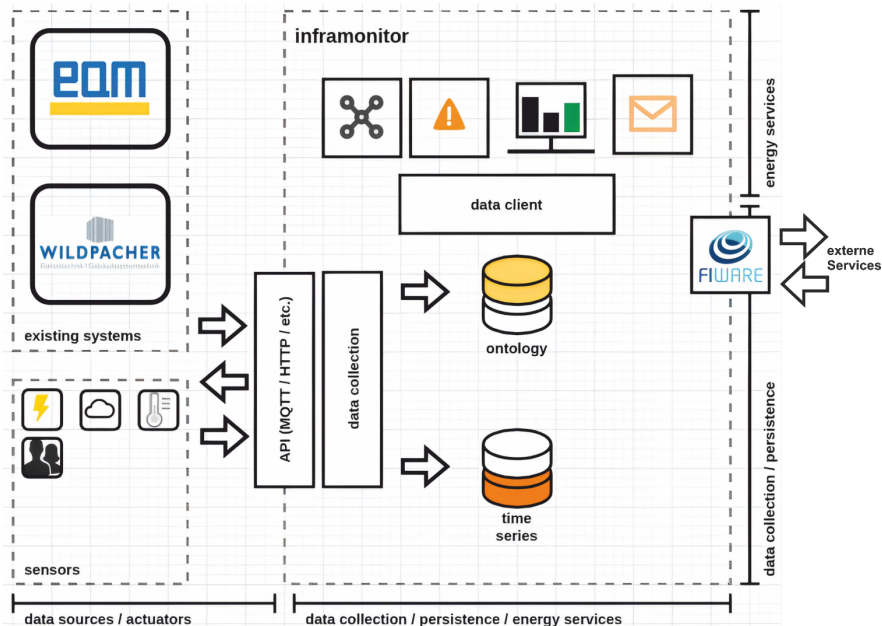 inframonitor
eam
WILDPACHER
existing systems
sensors
API (MQTT / HTTP / etc.)
data collection
data client
ontology
time
series
FIWARE
externe
Services
energy services
data collection / persistence
data sources / actuators
data collection / persistence / energy services